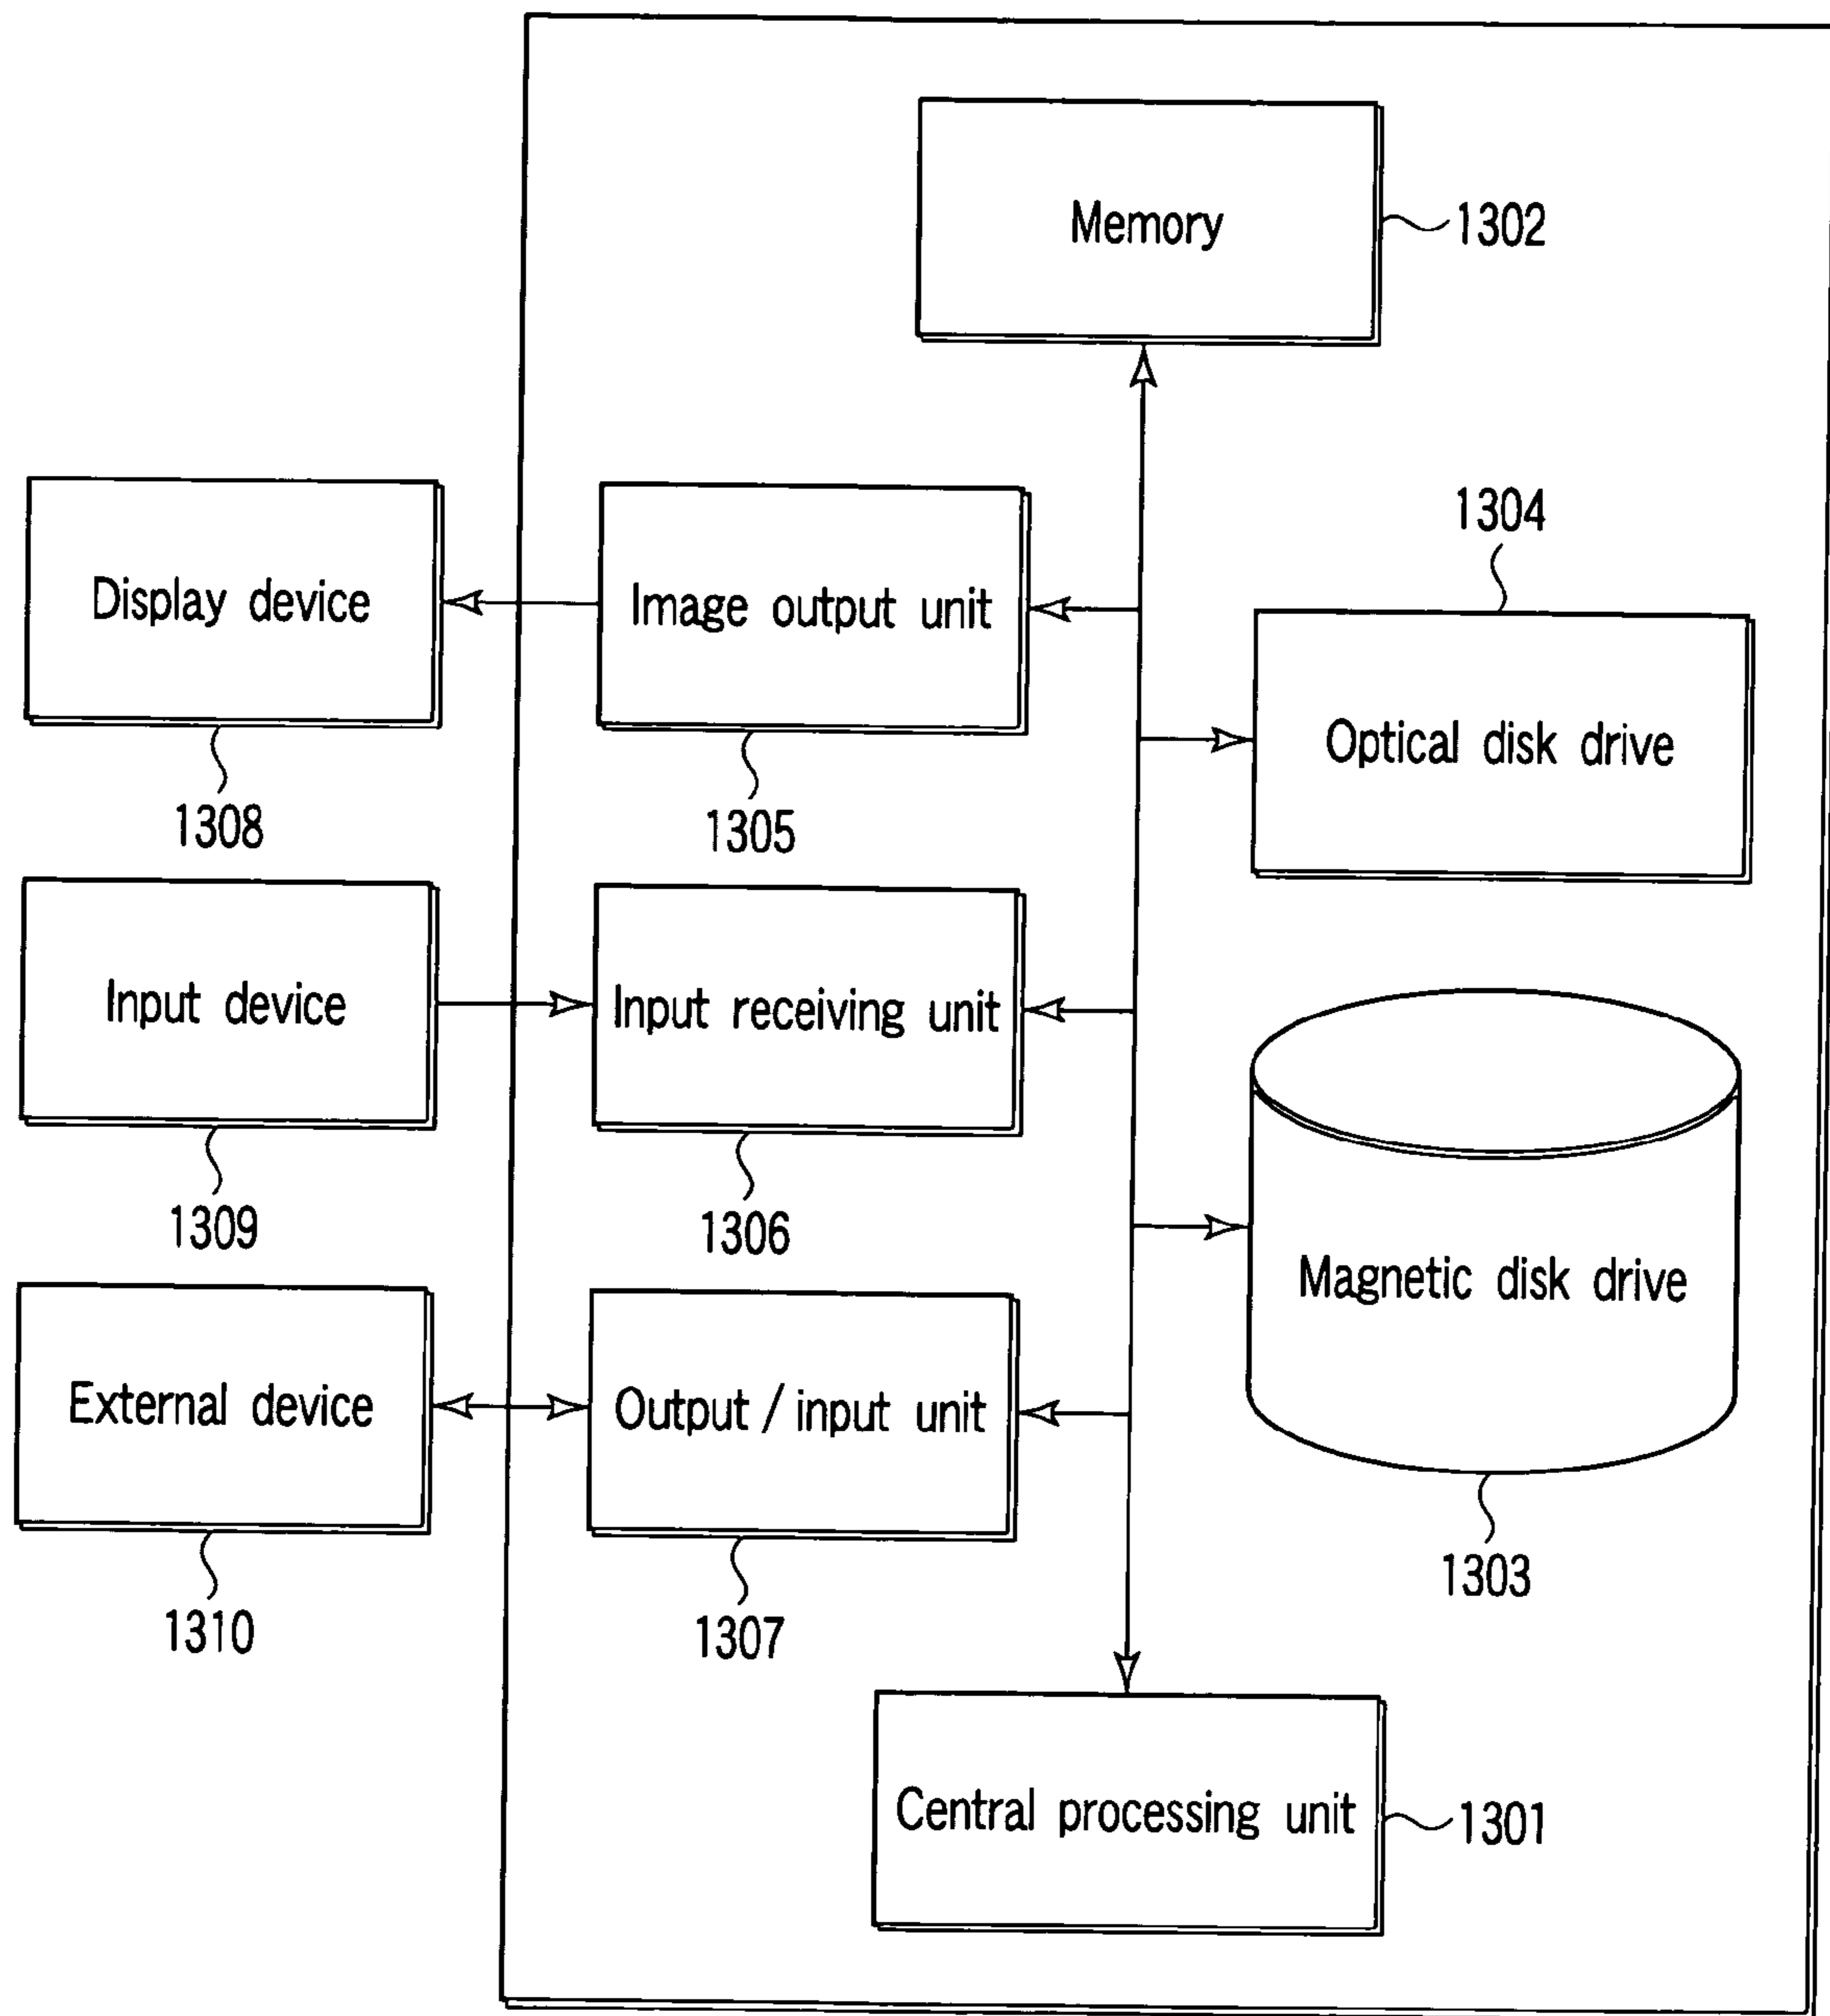 Memory
1302
Display device
1308
Image output unit
1305
1304
Optical disk drive
Input device
1309
Input receiving unit
1306
Magnetic disk drive
1303
External device
1310
Output / input unit
1307
Central processing unit
1301